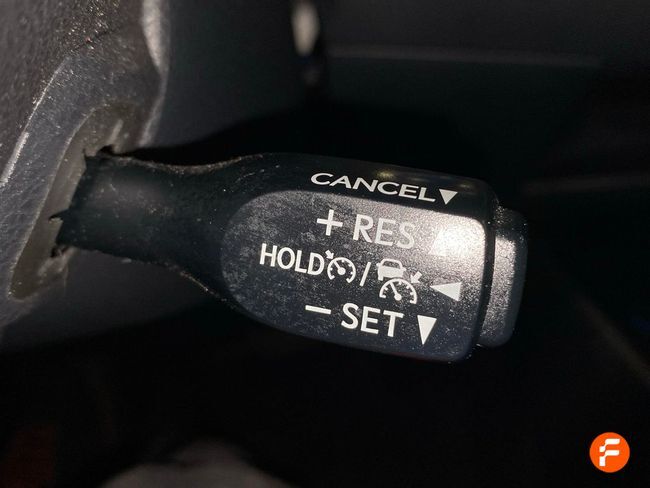 CANCEL▼
+ RES ▲
HOLD / ◀
− SET ▼